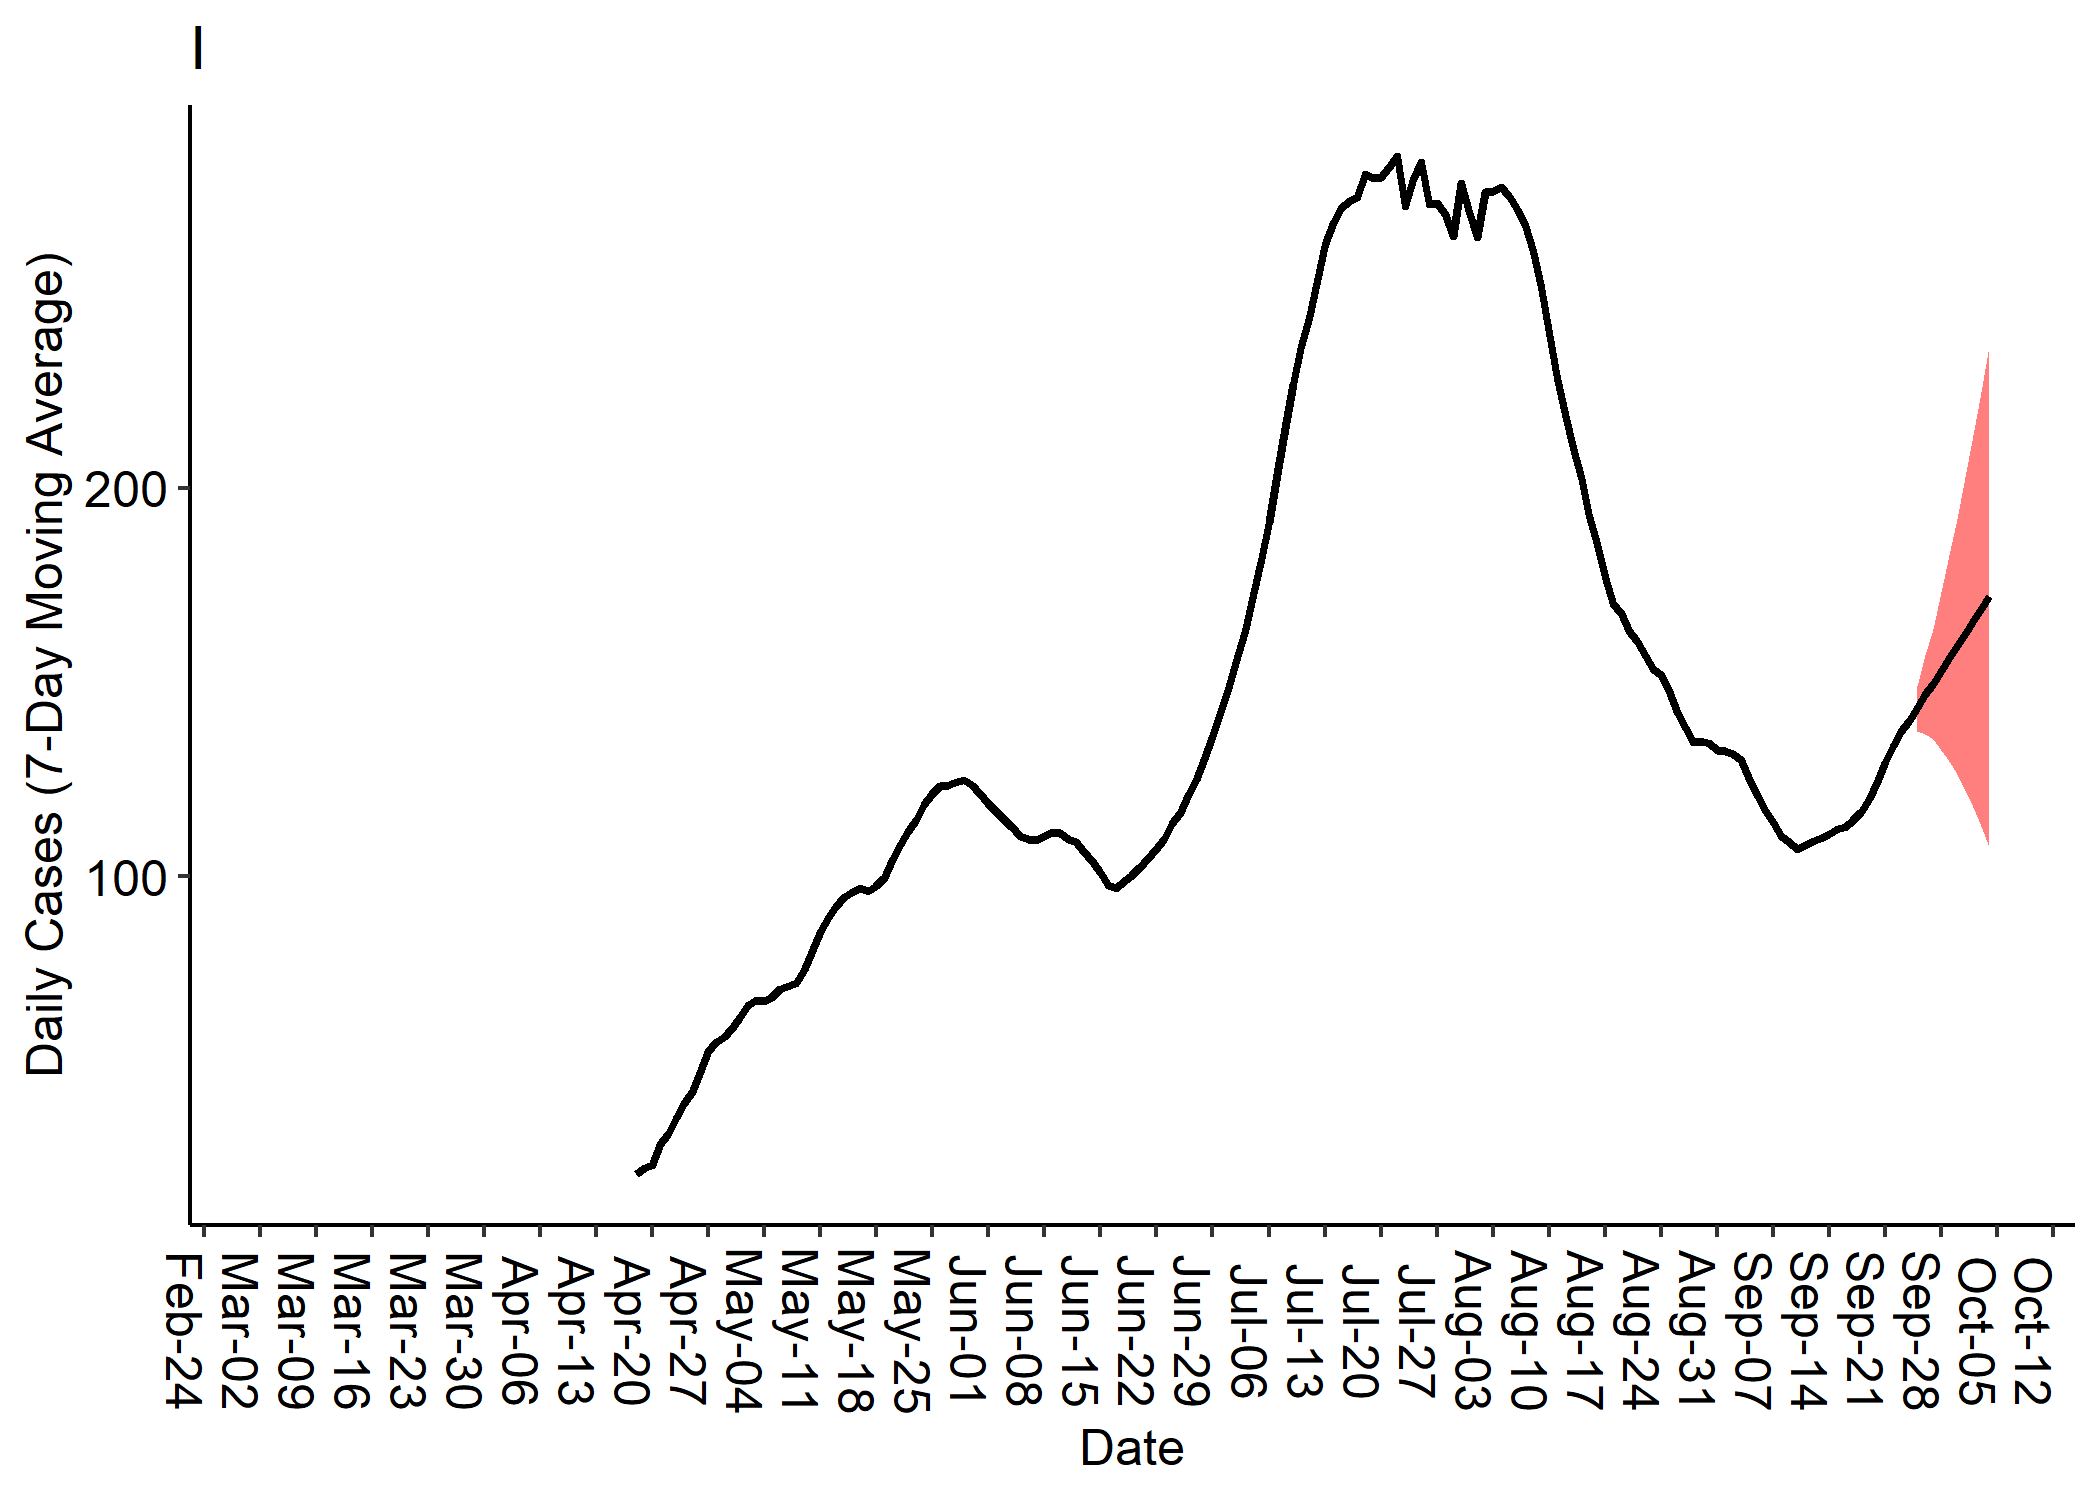 I
Daily Cases (7-Day Moving Average)
200
100
Feb-24
Mar-02
Mar-09
Mar-16
Mar-23
Mar-30
Apr-06
Apr-13
Apr-20
Apr-27
May-04
May-11
May-18
May-25
Jun-01
Jun-08
Jun-15
Jun-22
Jun-29
Jul-06
Jul-13
Jul-20
Jul-27
Aug-03
Aug-10
Aug-17
Aug-24
Aug-31
Sep-07
Sep-14
Sep-21
Sep-28
Oct-05
Oct-12
Date